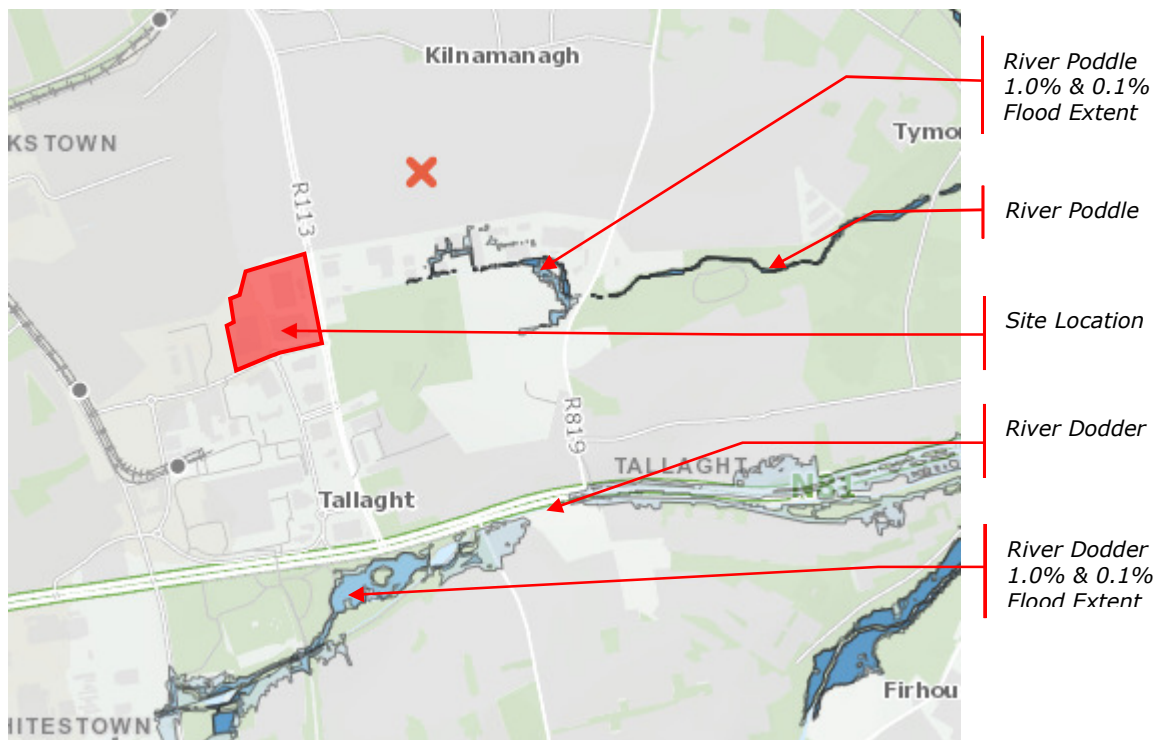 Kilnamanagh
KSTOWN
Tymo
R113
R819
TALLAGHT
N81
Tallaght
Firhou
HITESTOWN
River Poddle
1.0% & 0.1%
Flood Extent
River Poddle
Site Location
River Dodder
River Dodder
1.0% & 0.1%
Flood Extent